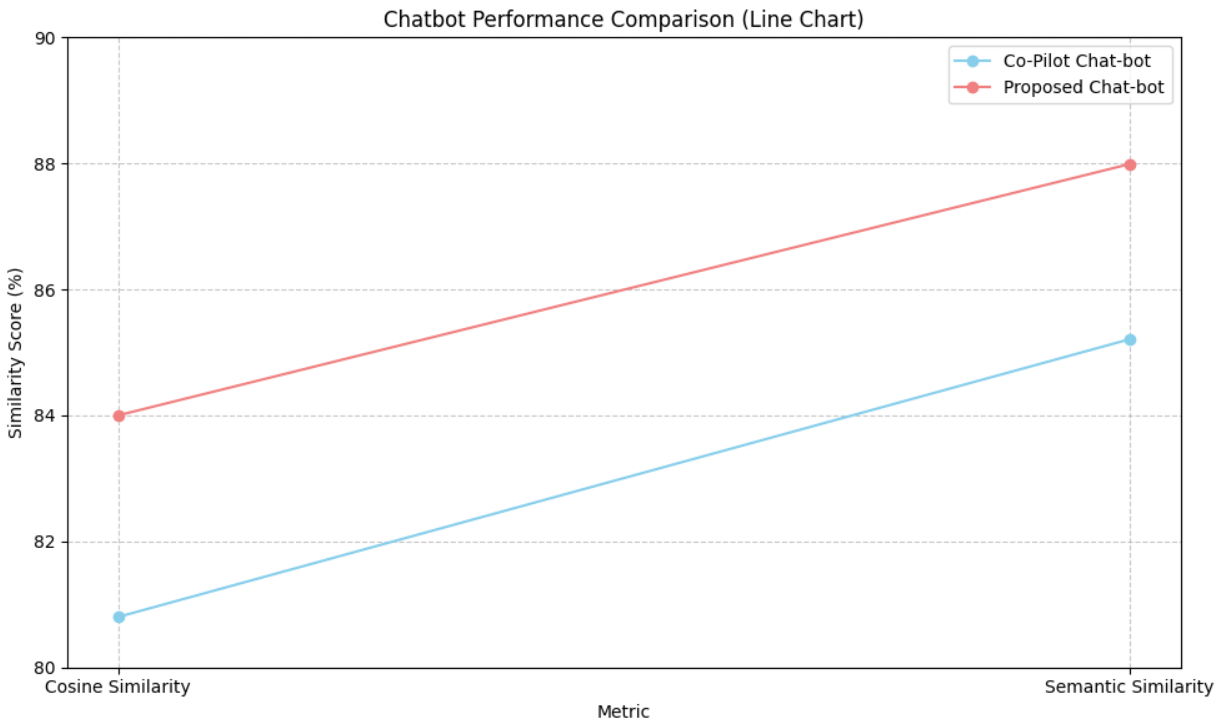 Chatbot Performance Comparison (Line Chart)
Co-Pilot Chat-bot
Proposed Chat-bot
Similarity Score (%)
90
88
86
84
82
80
Cosine Similarity
Semantic Similarity
Metric